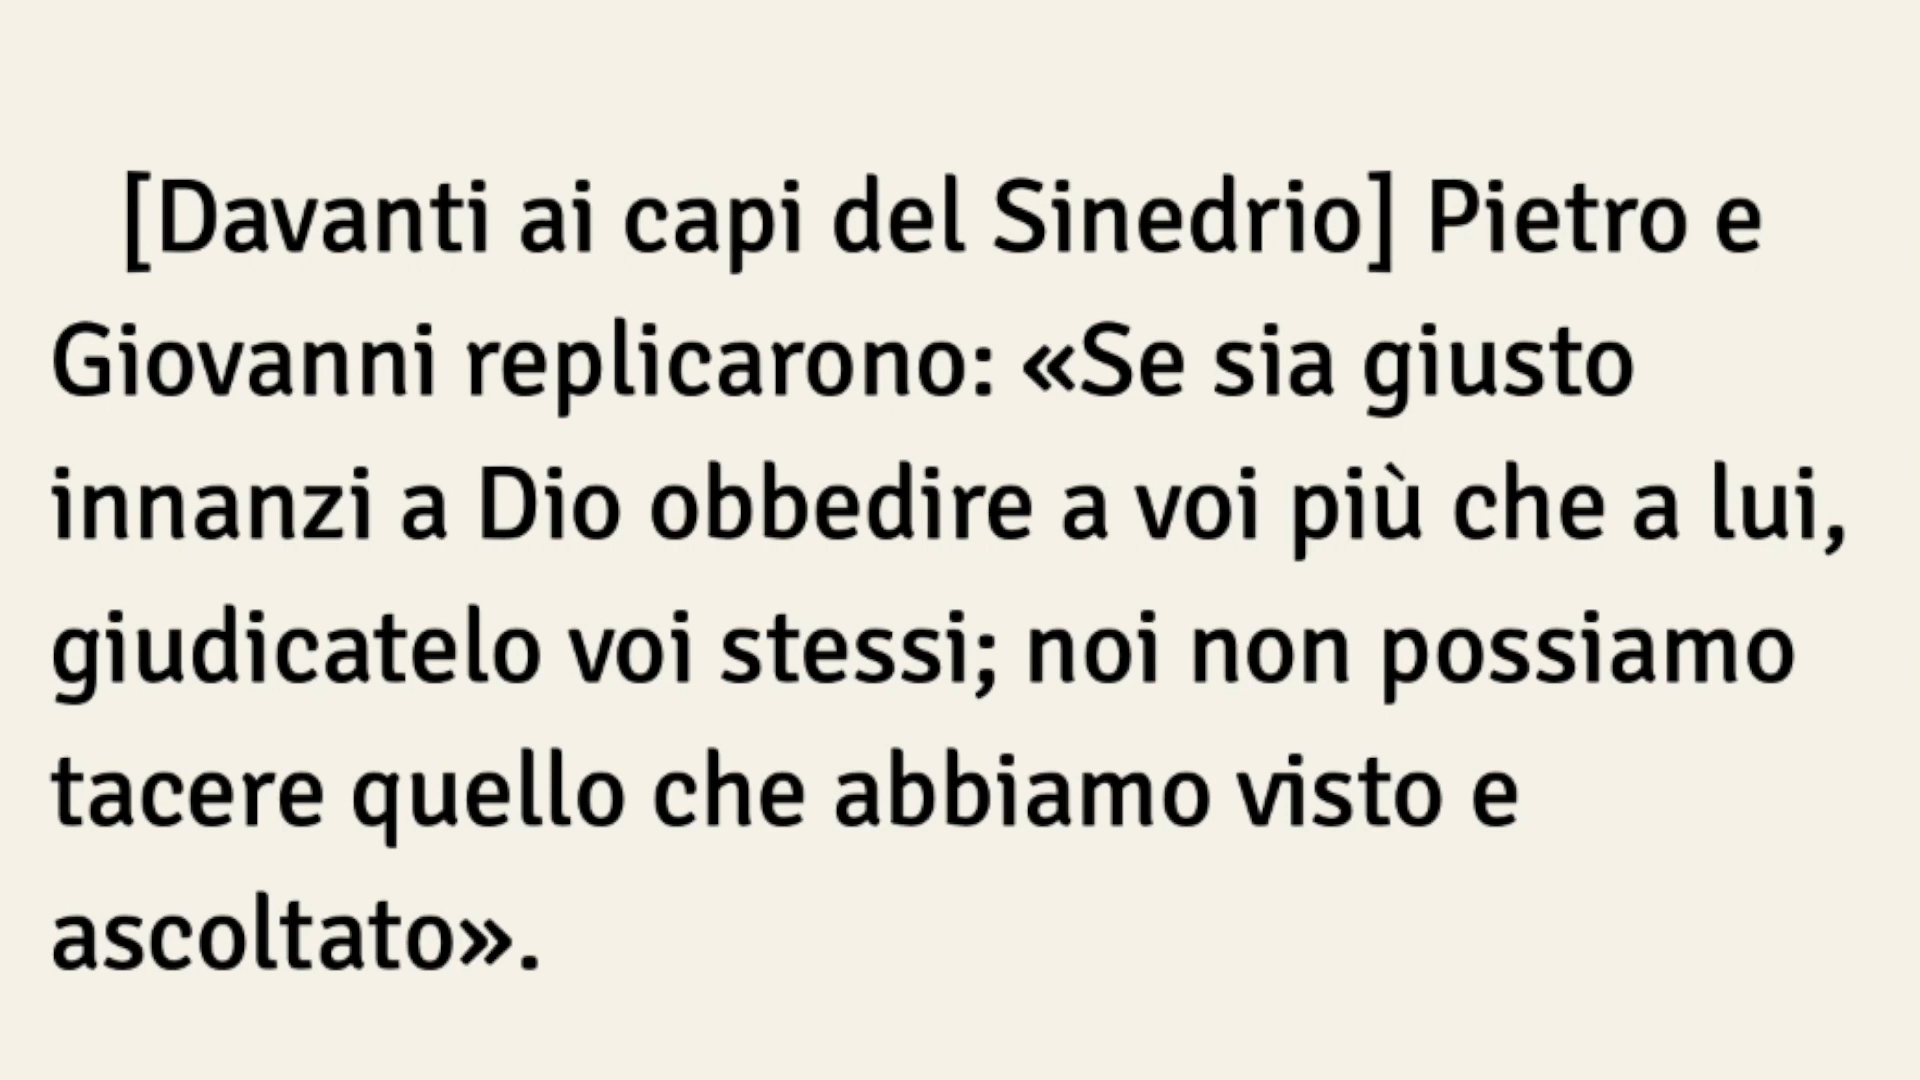 [Davanti ai capi del Sinedrio] Pietro e
Giovanni replicarono: «Se sia giusto
innanzi a Dio obbedire a voi più che a lui,
giudicatelo voi stessi; noi non possiamo
tacere quello che abbiamo visto e
ascoltato».